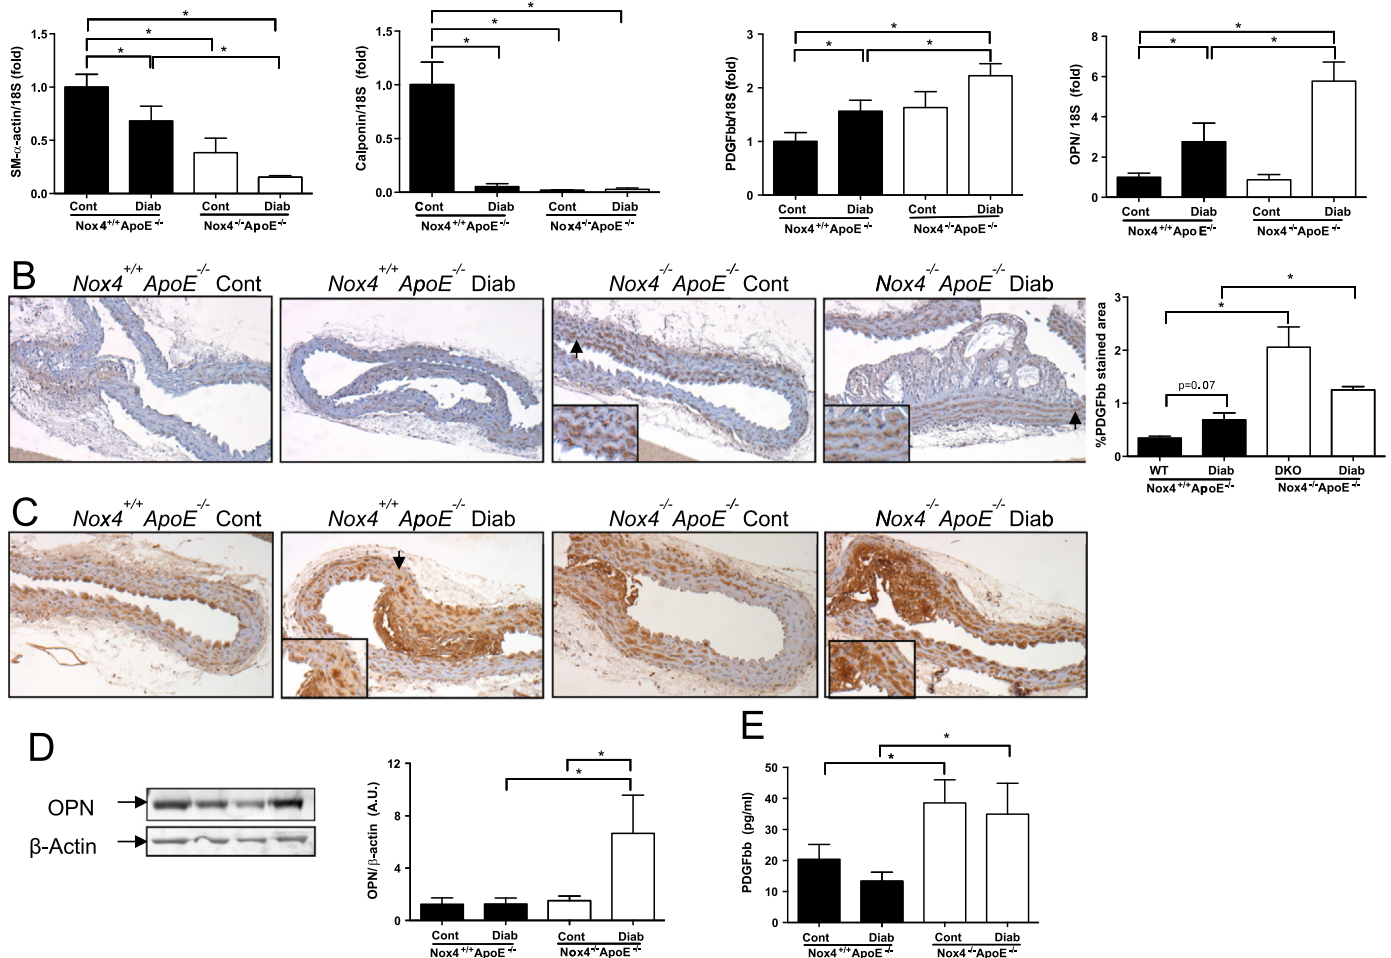 SM-α-actin/18S (fold)
1.5
1.0
0.5
0.0
*
*
*
*
Cont Diab Cont Diab
Nox4+/+ApoE-/- Nox4-/-ApoE-/-
Calponin/18S (fold)
1.5
1.0
0.5
0.0
*
*
*
Cont Diab Cont Diab
Nox4+/+ApoE-/- Nox4-/-ApoE-/-
PDGFbb/18S (fold)
3
2
1
0
*
*
*
Cont Diab Cont Diab
Nox4+/+ApoE-/- Nox4-/-ApoE-/-
OPN/ 18S (fold)
8
6
4
2
0
*
*
*
Cont Diab Cont Diab
Nox4+/+ApoE-/- Nox4-/-ApoE-/-
B
Nox4+/+ApoE-/- Cont
Nox4+/+ApoE-/- Diab
Nox4-/-ApoE-/- Cont
Nox4-/-ApoE-/- Diab
%PDGFbb stained area
3
2
1
0
*
*
p=0.07
WT Diab DKO Diab
Nox4+/+ApoE-/- Nox4-/-ApoE-/-
C
Nox4+/+ApoE-/- Cont
Nox4+/+ApoE-/- Diab
Nox4-/-ApoE-/- Cont
Nox4-/-ApoE-/- Diab
D
OPN
β-Actin
OPN/β-actin (A.U.)
12
8
4
0
*
*
Cont Diab Cont Diab
Nox4+/+ApoE-/- Nox4-/-ApoE-/-
E
PDGFbb (pg/ml)
50
40
30
20
10
0
*
*
Cont Diab Cont Diab
Nox4+/+ApoE-/- Nox4-/-ApoE-/-